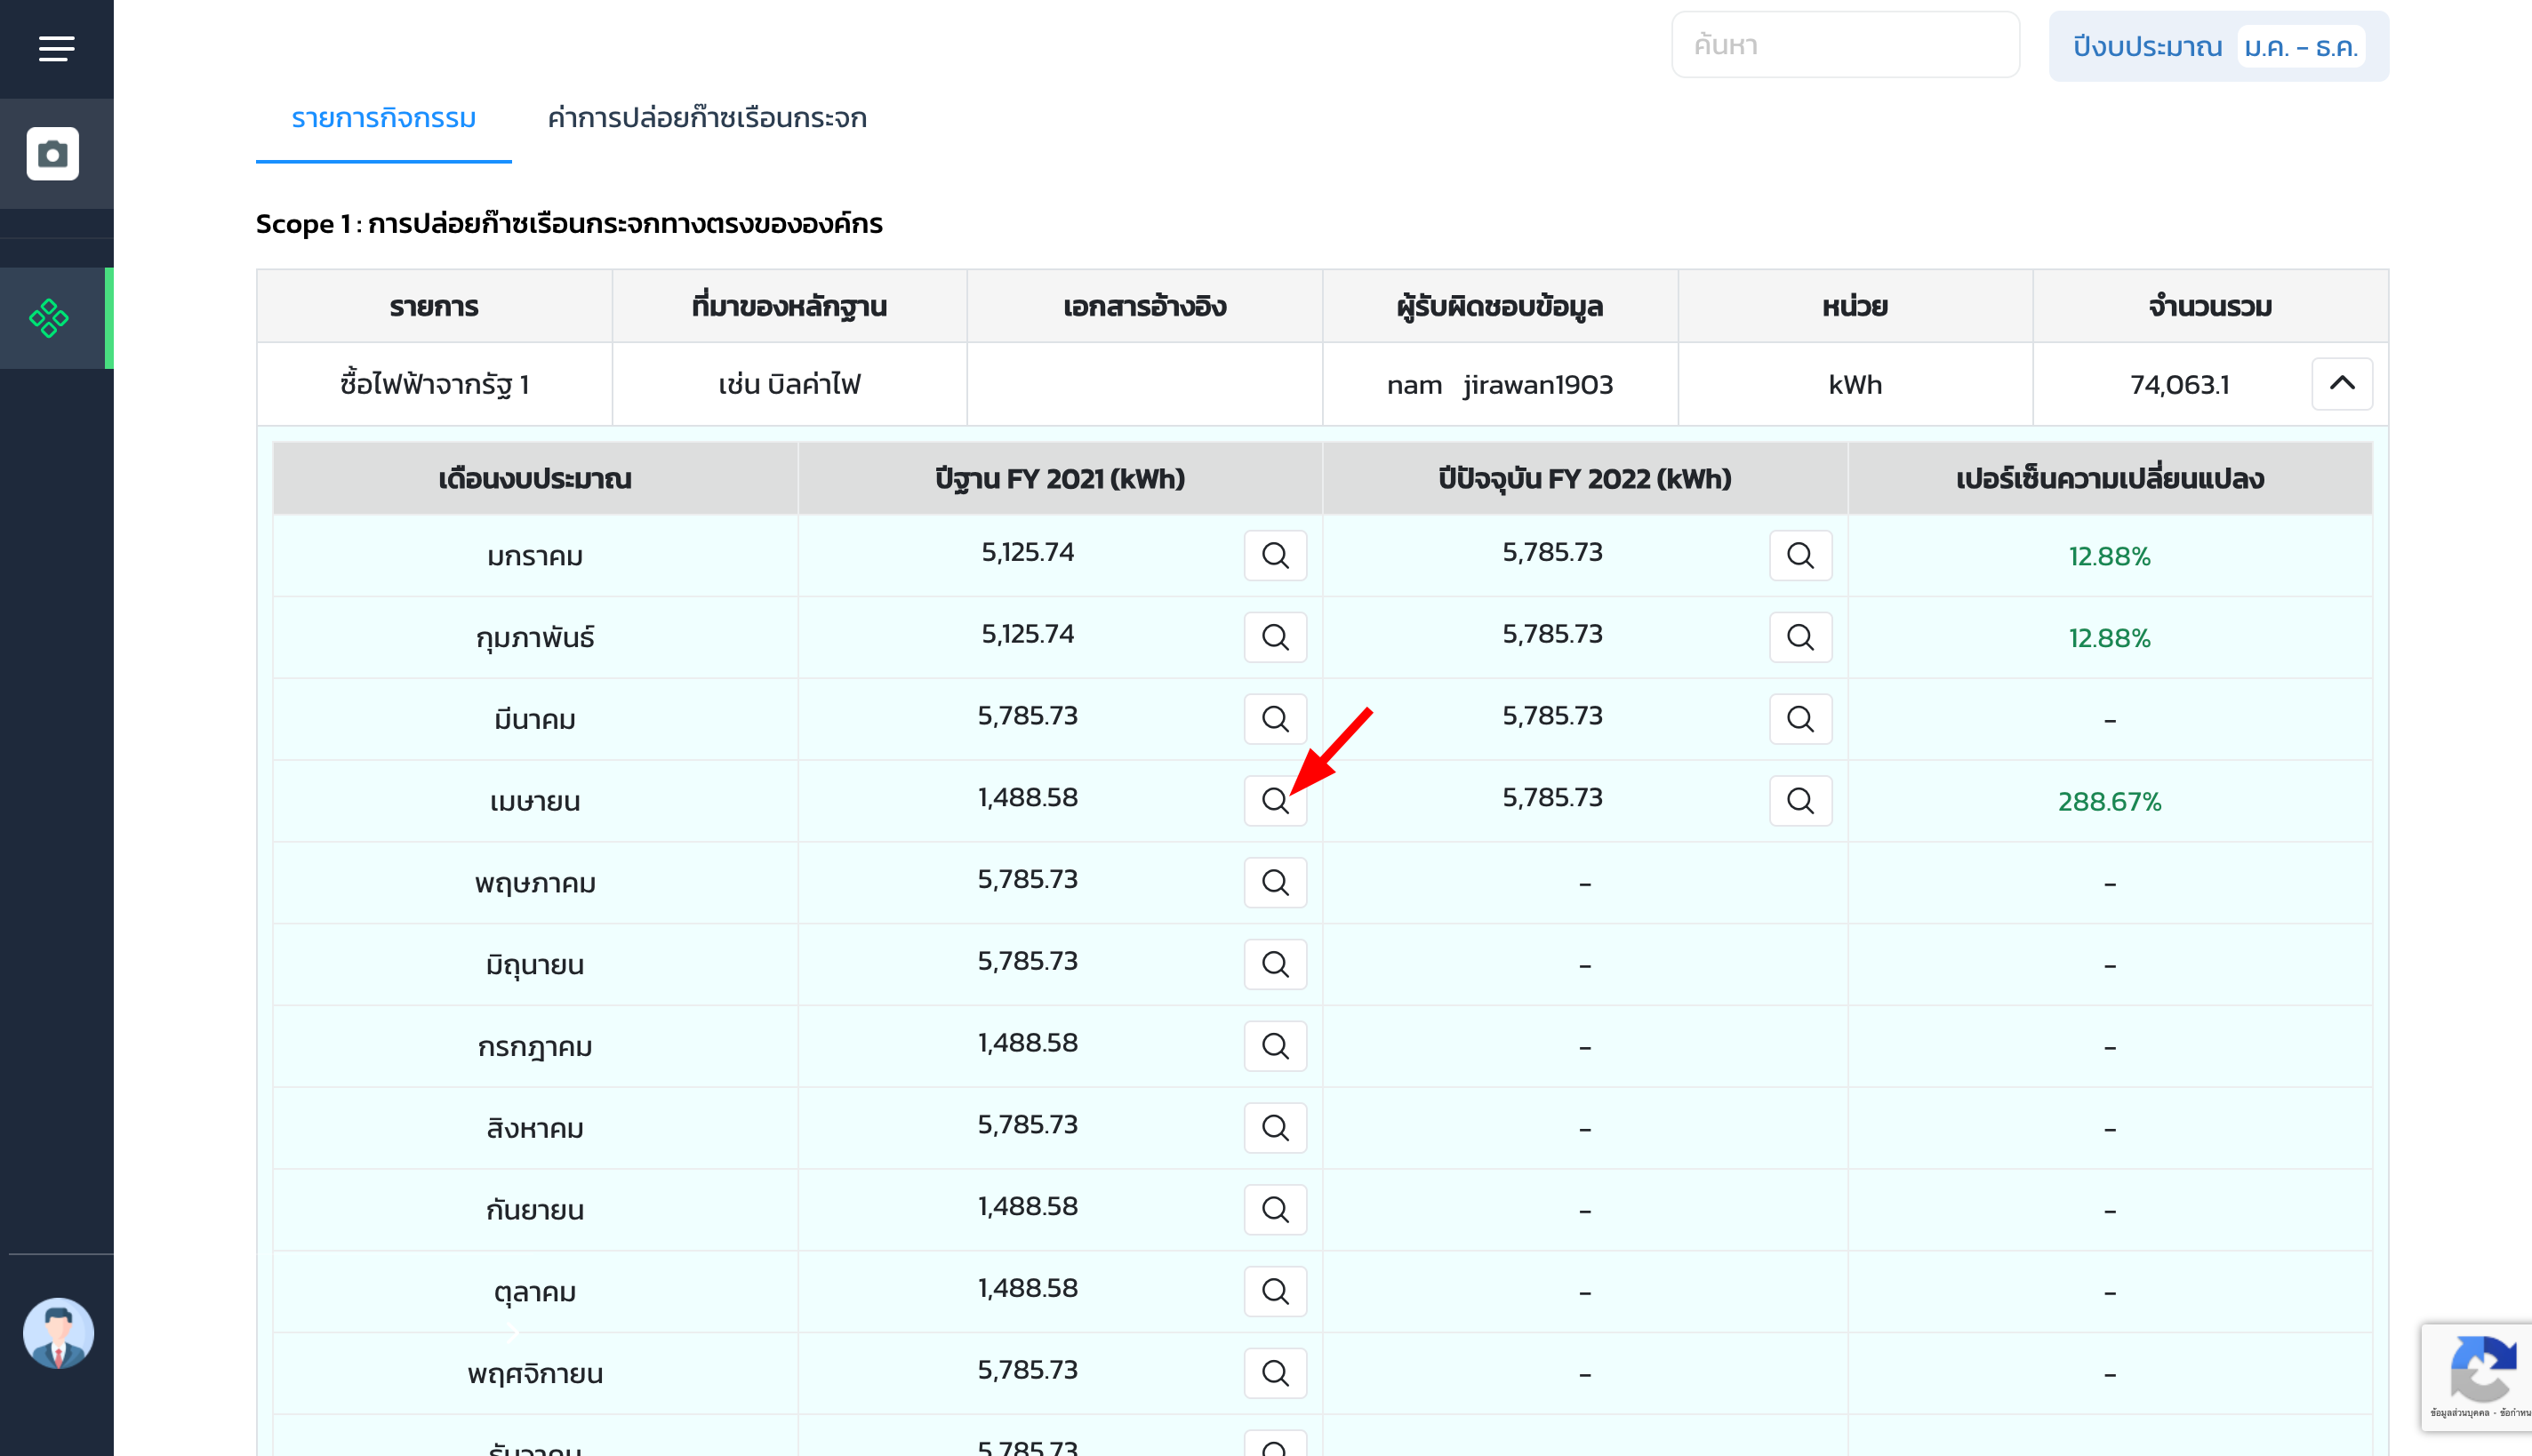 ค้นหา
ปีงบประมาณ ม.ค. - ธ.ค.
รายการกิจกรรม ค่าการปล่อยก๊าซเรือนกระจก
Scope 1 : การปล่อยก๊าซเรือนกระจกทางตรงขององค์กร
รายการ ที่มาของหลักฐาน เอกสารอ้างอิง ผู้รับผิดชอบข้อมูล หน่วย จำนวนรวม
ซื้อไฟฟ้าจากรัฐ 1 เช่น บิลค่าไฟ nam jirawan1903 kWh 74,063.1
เดือนงบประมาณ ปีฐาน FY 2021 (kWh) ปีปัจจุบัน FY 2022 (kWh) เปอร์เซ็นความเปลี่ยนแปลง
มกราคม 5,125.74 5,785.73 12.88%
กุมภาพันธ์ 5,125.74 5,785.73 12.88%
มีนาคม 5,785.73 5,785.73 -
เมษายน 1,488.58 5,785.73 288.67%
พฤษภาคม 5,785.73 - -
มิถุนายน 5,785.73 - -
กรกฎาคม 1,488.58 - -
สิงหาคม 5,785.73 - -
กันยายน 1,488.58 - -
ตุลาคม 1,488.58 - -
พฤศจิกายน 5,785.73 - -
ธันวาคม 5,785.73
ข้อมูลส่วนบุคคล -